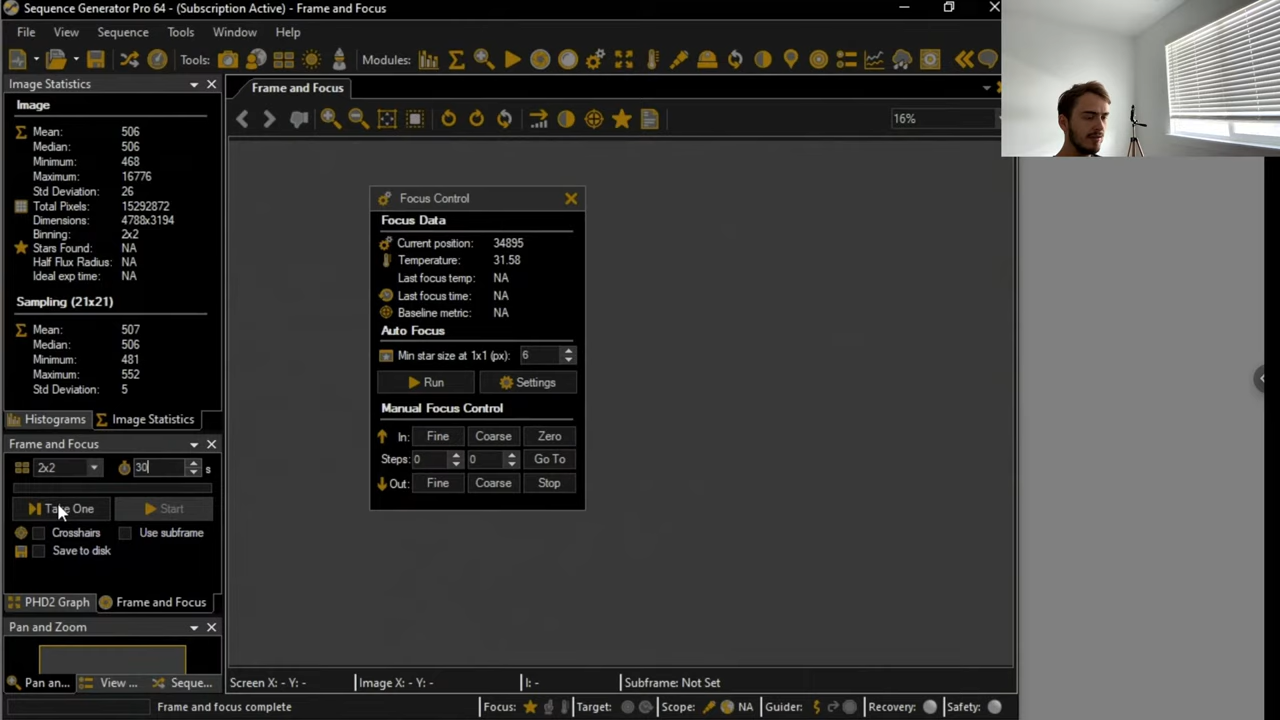 Sequence Generator Pro 64 - (Subscription Active) - Frame and Focus
File View Sequence Tools Window Help
Tools: Modules:
Image Statistics
Image
Mean: 506
Median: 506
Minimum: 468
Maximum: 16776
Std Deviation: 26
Total Pixels: 15292872
Dimensions: 4788x3194
Binning: 2x2
Stars Found: NA
Half Flux Radius: NA
Ideal exp time: NA
Sampling (21x21)
Mean: 507
Median: 506
Minimum: 481
Maximum: 552
Std Deviation: 5
Histograms Image Statistics
Frame and Focus
2x2 30 s
Take One Start
Crosshairs Use subframe
Save to disk
PHD2 Graph Frame and Focus
Pan and Zoom
Pan an... View ... Seque...
Frame and Focus
16%
Focus Control
Focus Data
Current position: 34895
Temperature: 31.58
Last focus temp: NA
Last focus time: NA
Baseline metric: NA
Auto Focus
Min star size at 1x1 (px): 6
Run Settings
Manual Focus Control
In: Fine Coarse Zero
Steps: 0 0 Go To
Out: Fine Coarse Stop
Screen X: - Y: - Image X: - Y: - I: - Subframe: Not Set
Frame and focus complete Focus: Target: Scope: NA Guider: Recovery: Safety: